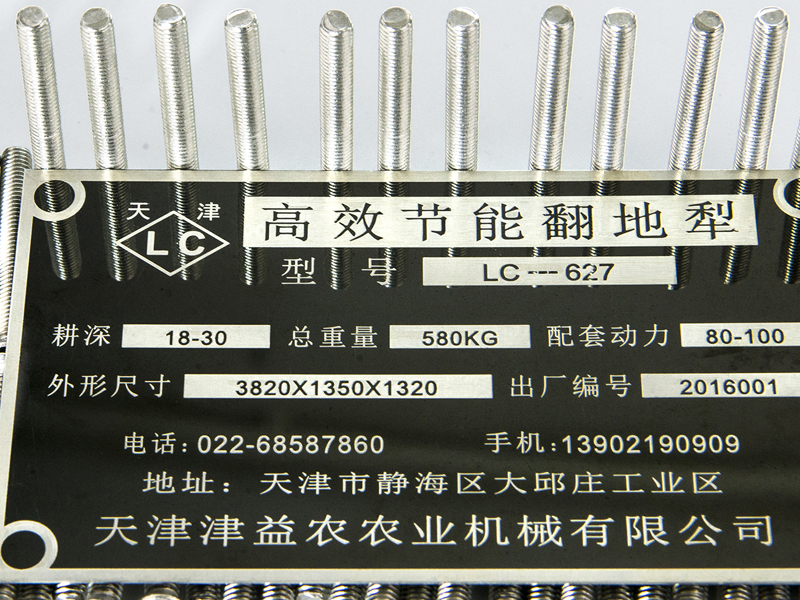 天津
LC
高效节能翻地犁
型号 LC---627
耕深 18-30 总重量 580KG 配套动力 80-100
外形尺寸 3820X1350X1320 出厂编号 2016001
电话:022-68587860 手机:13902190909
地址：天津市静海区大邱庄工业区
天津津益农农业机械有限公司